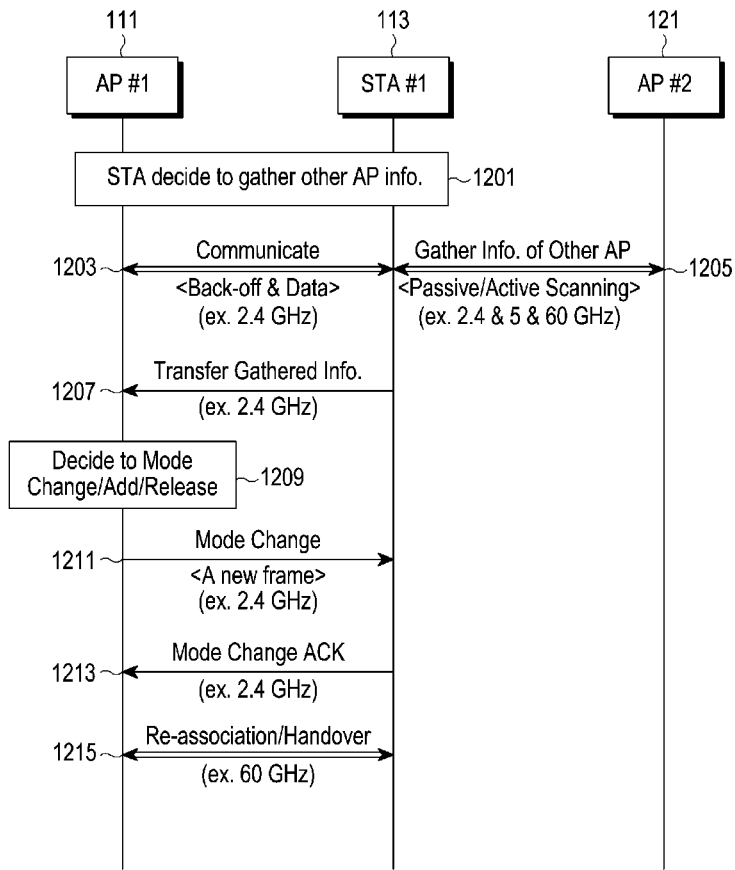 111
113
121
AP #1
STA #1
AP #2
STA decide to gather other AP info.
1201
1203
Communicate
Gather Info. of Other AP
1205
<Back-off & Data>
<Passive/Active Scanning>
(ex. 2.4 GHz)
(ex. 2.4 & 5 & 60 GHz)
Transfer Gathered Info.
1207
(ex. 2.4 GHz)
Decide to Mode
Change/Add/Release
1209
Mode Change
1211
<A new frame>
(ex. 2.4 GHz)
Mode Change ACK
1213
(ex. 2.4 GHz)
Re-association/Handover
1215
(ex. 60 GHz)